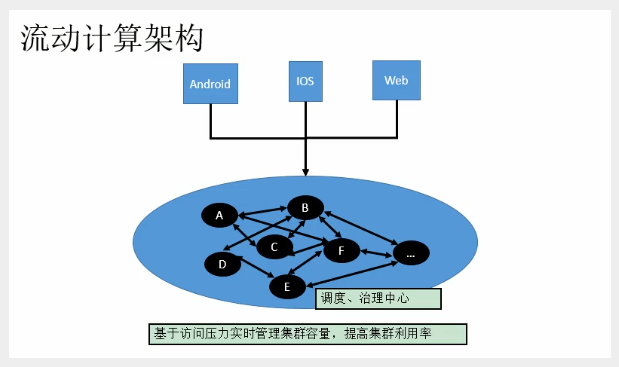 流动计算架构
Android
IOS
Web
A
B
C
F
D
...
E
调度、治理中心
基于访问压力实时管理集群容量，提高集群利用率